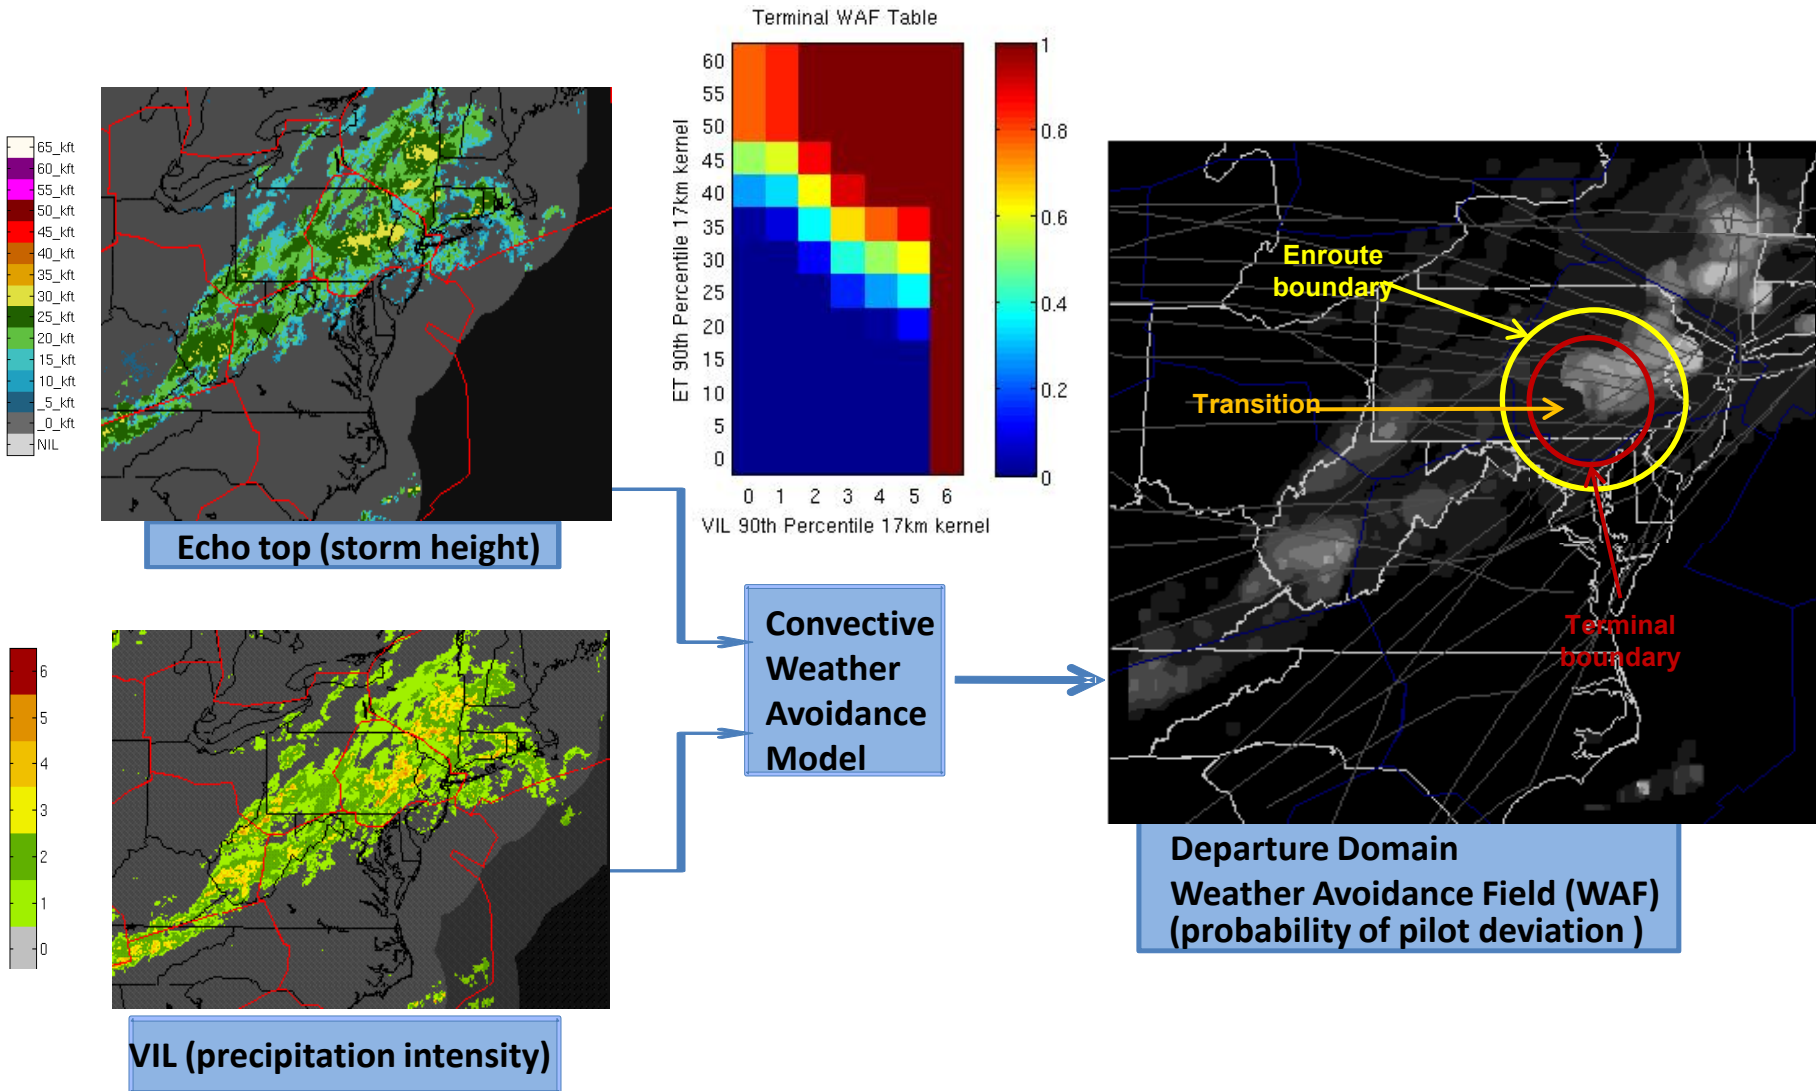 Terminal WAF Table
60
55
50
45
40
35
30
25
20
15
10
5
0
ET 90th Percentile 17km kernel
0 1 2 3 4 5 6
VIL 90th Percentile 17km kernel
1
0.8
0.6
0.4
0.2
0
65_kft
60_kft
55_kft
50_kft
45_kft
40_kft
35_kft
30_kft
25_kft
20_kft
15_kft
10_kft
_5_kft
_0_kft
NIL
Echo top (storm height)
6
5
4
3
2
1
0
VIL (precipitation intensity)
Convective
Weather
Avoidance
Model
Enroute
boundary
Transition
Terminal
boundary
Departure Domain
Weather Avoidance Field (WAF)
(probability of pilot deviation )